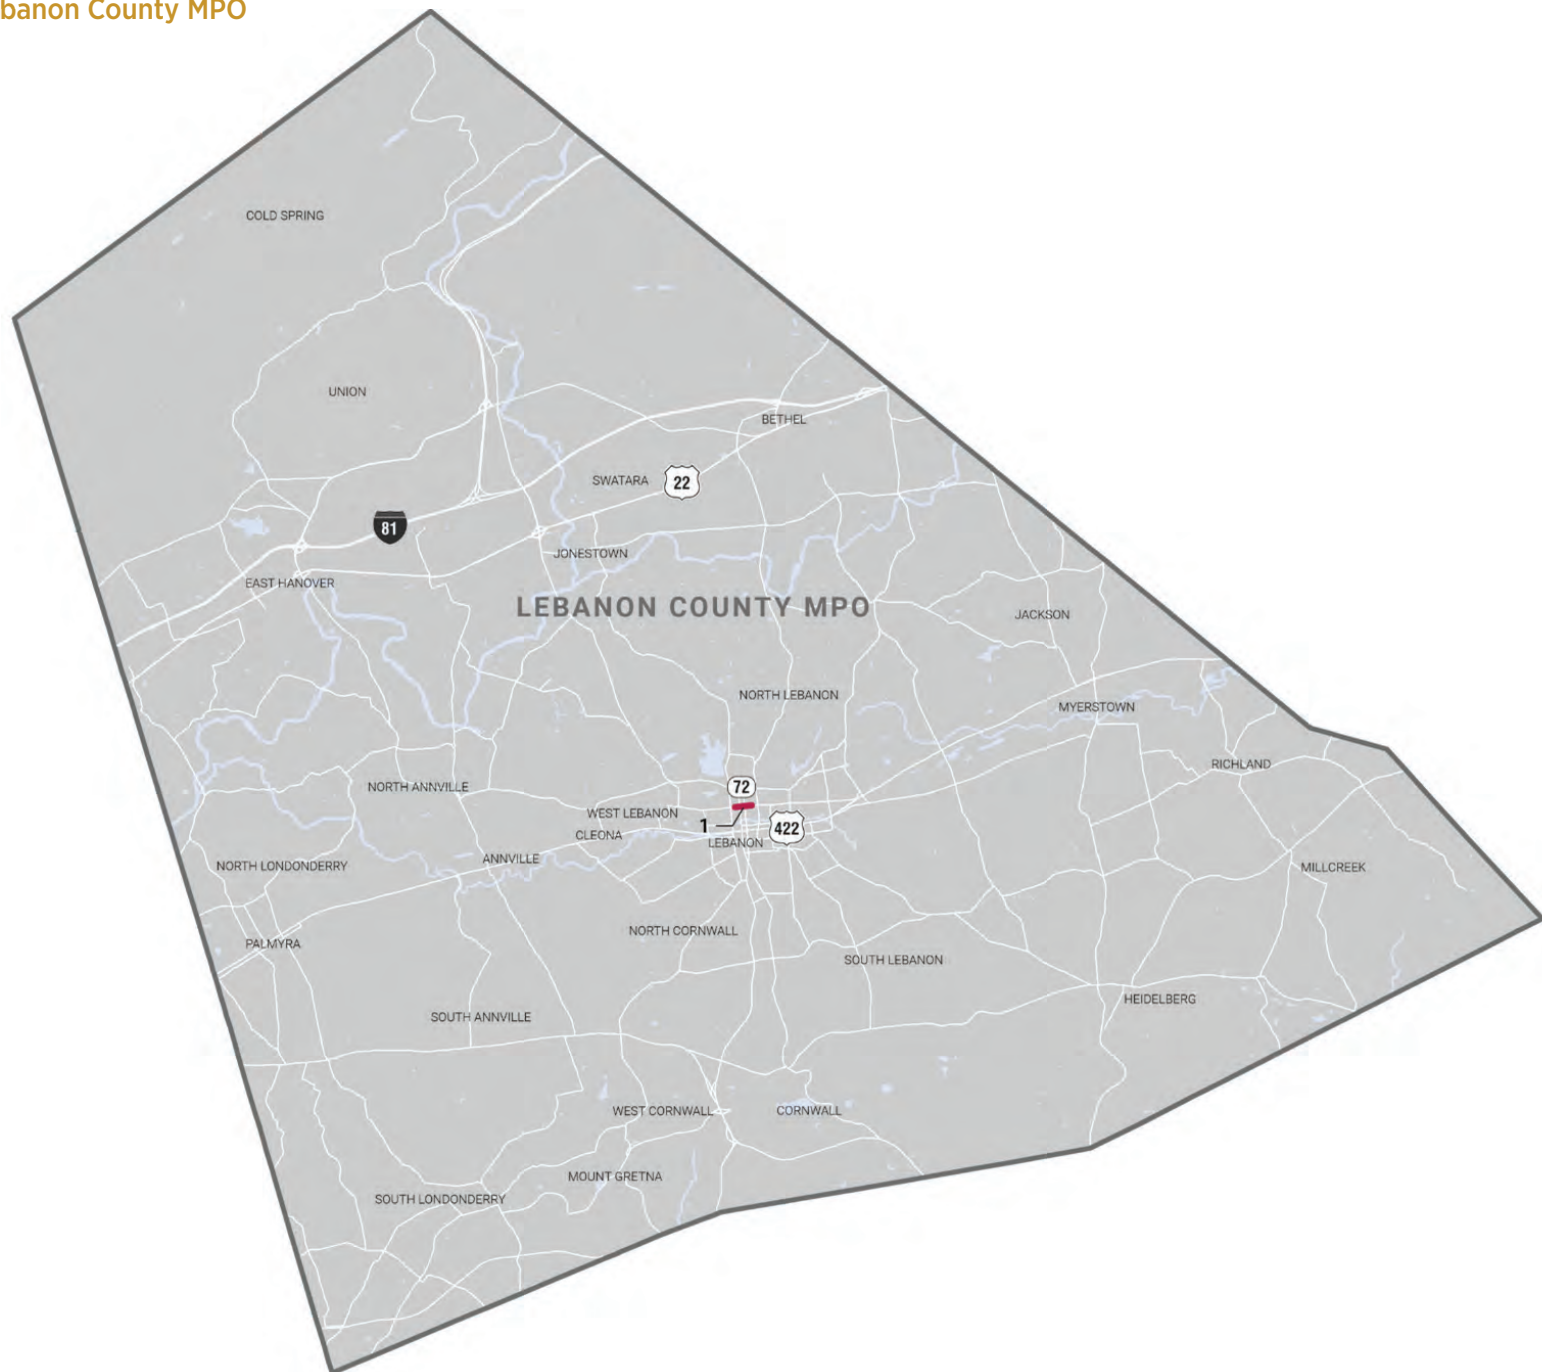 banon County MPO
COLD SPRING
UNION
BETHEL
SWATARA
22
81
JONESTOWN
EAST HANOVER
LEBANON COUNTY MPO
JACKSON
NORTH LEBANON
MYERSTOWN
RICHLAND
72
NORTH ANNVILLE
WEST LEBANON
1
422
CLEONA
LEBANON
ANNVILLE
NORTH LONDONDERRY
MILLCREEK
NORTH CORNWALL
PALMYRA
SOUTH LEBANON
HEIDELBERG
SOUTH ANNVILLE
WEST CORNWALL
CORNWALL
MOUNT GRETNA
SOUTH LONDONDERRY